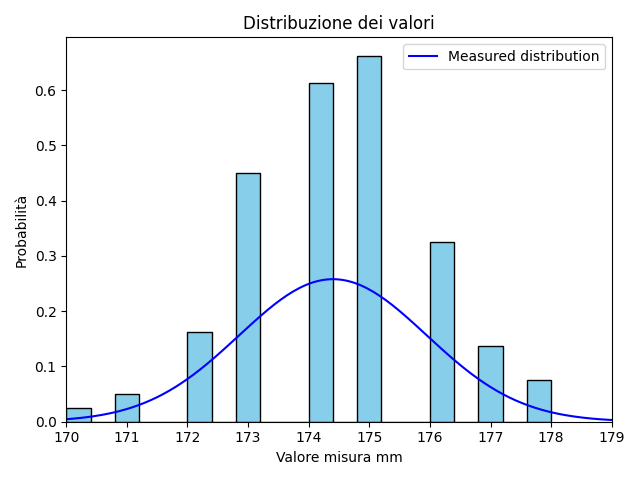 Distribuzione dei valori
Measured distribution
Probabilità
0.6
0.5
0.4
0.3
0.2
0.1
0.0
170 171 172 173 174 175 176 177 178 179
Valore misura mm